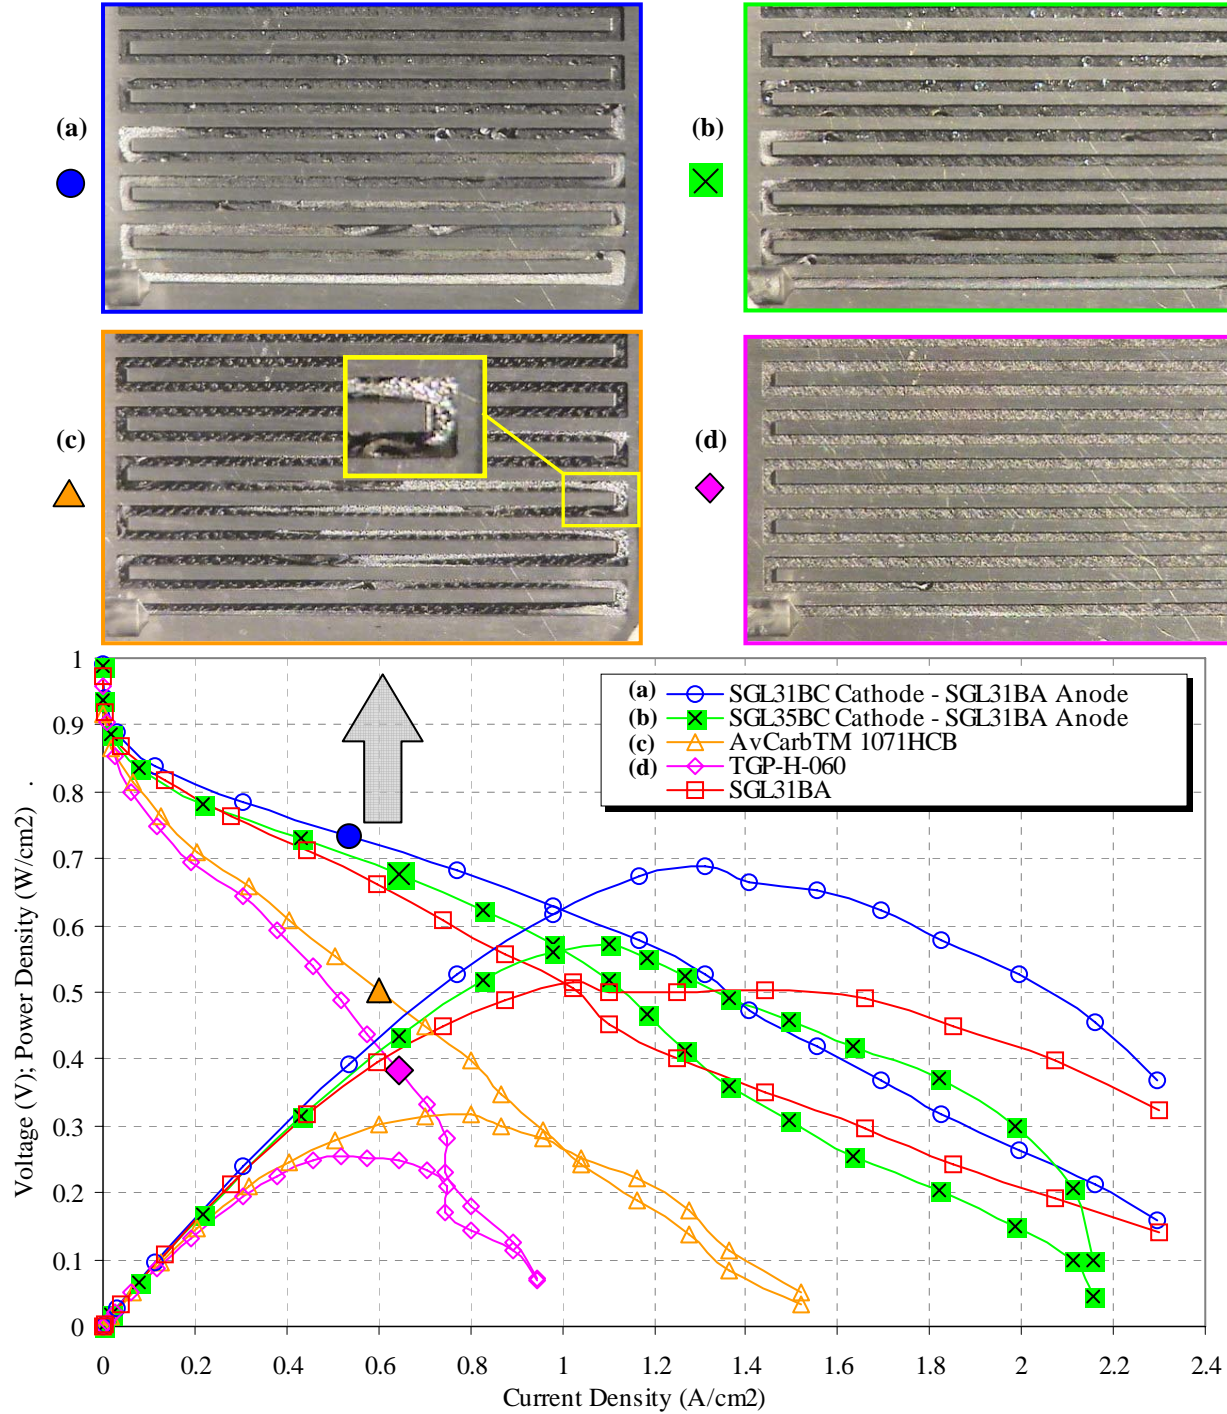 (a)
(b)
(c)
(d)
(a) SGL31BC Cathode - SGL31BA Anode
(b) SGL35BC Cathode - SGL31BA Anode
(c) AvCarbTM 1071HCB
(d) TGP-H-060
SGL31BA
Voltage (V); Power Density (W/cm2) .
1
0.9
0.8
0.7
0.6
0.5
0.4
0.3
0.2
0.1
0
0 0.2 0.4 0.6 0.8 1 1.2 1.4 1.6 1.8 2 2.2 2.4
Current Density (A/cm2)